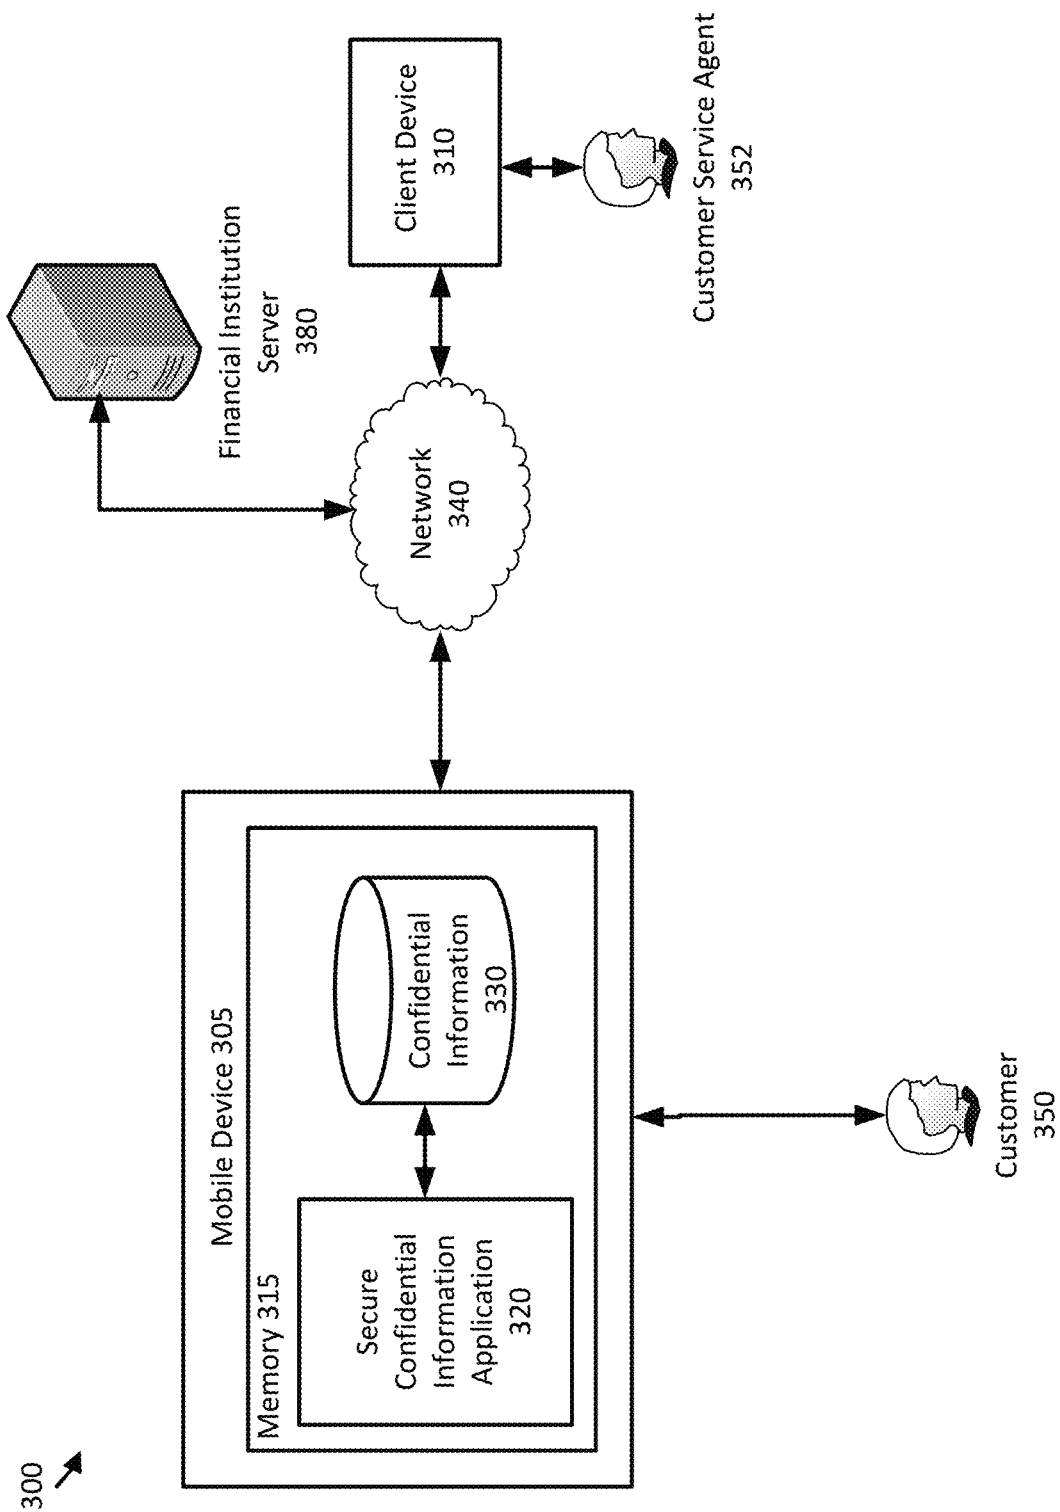 300
Mobile Device 305
Memory 315
Secure
Confidential
Information
Application
320
Confidential
Information
330
Customer
350
Network
340
Financial Institution
Server
380
Client Device
310
Customer Service Agent
352